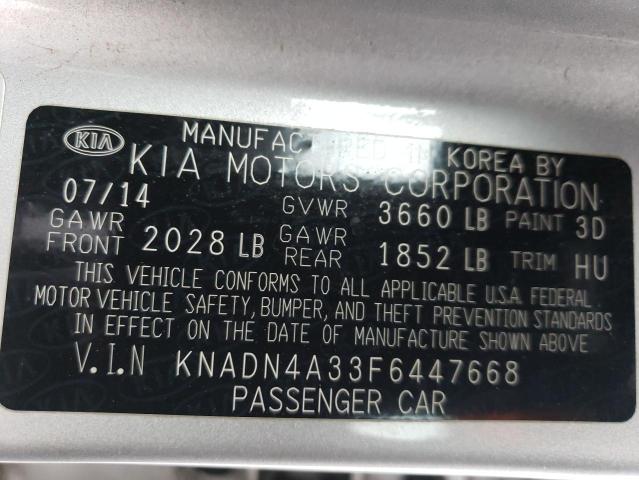 KIA
MANUFACTURED IN KOREA BY
KIA MOTORS CORPORATION
07/14 GVWR 3660 LB PAINT 3D
GAWR FRONT 2028 LB GAWR REAR 1852 LB TRIM HU
THIS VEHICLE CONFORMS TO ALL APPLICABLE U.S.A. FEDERAL
MOTOR VEHICLE SAFETY, BUMPER, AND THEFT PREVENTION STANDARDS
IN EFFECT ON THE DATE OF MANUFACTURE SHOWN ABOVE
V.I.N KNADN4A33F6447668
PASSENGER CAR